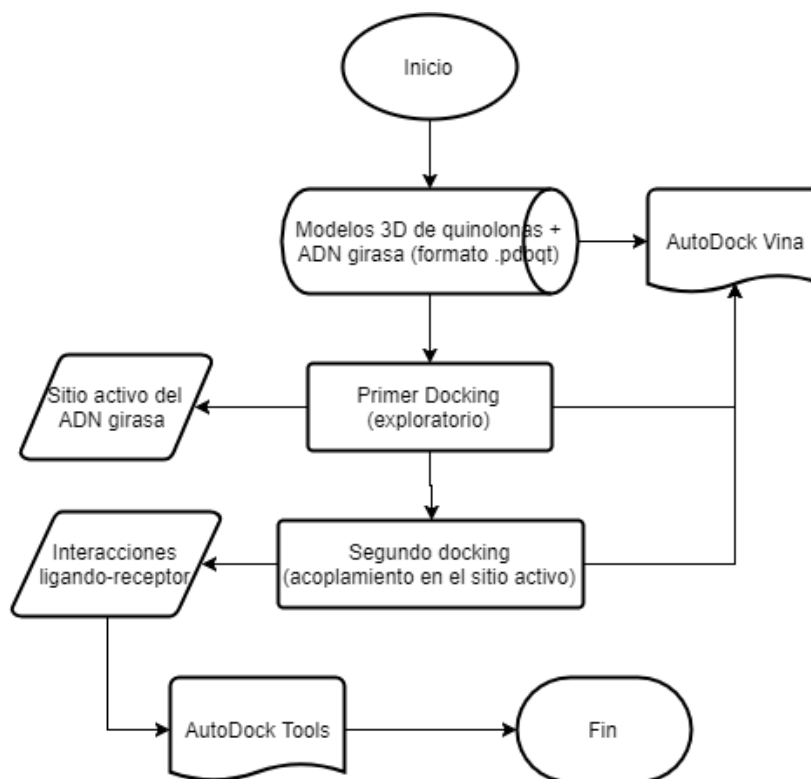 Inicio
Modelos 3D de quinolonas +
ADN girasa (formato .pdbqt)
AutoDock Vina
Sitio activo del
ADN girasa
Primer Docking
(exploratorio)
Interacciones
ligando-receptor
Segundo docking
(acoplamiento en el sitio activo)
AutoDock Tools
Fin